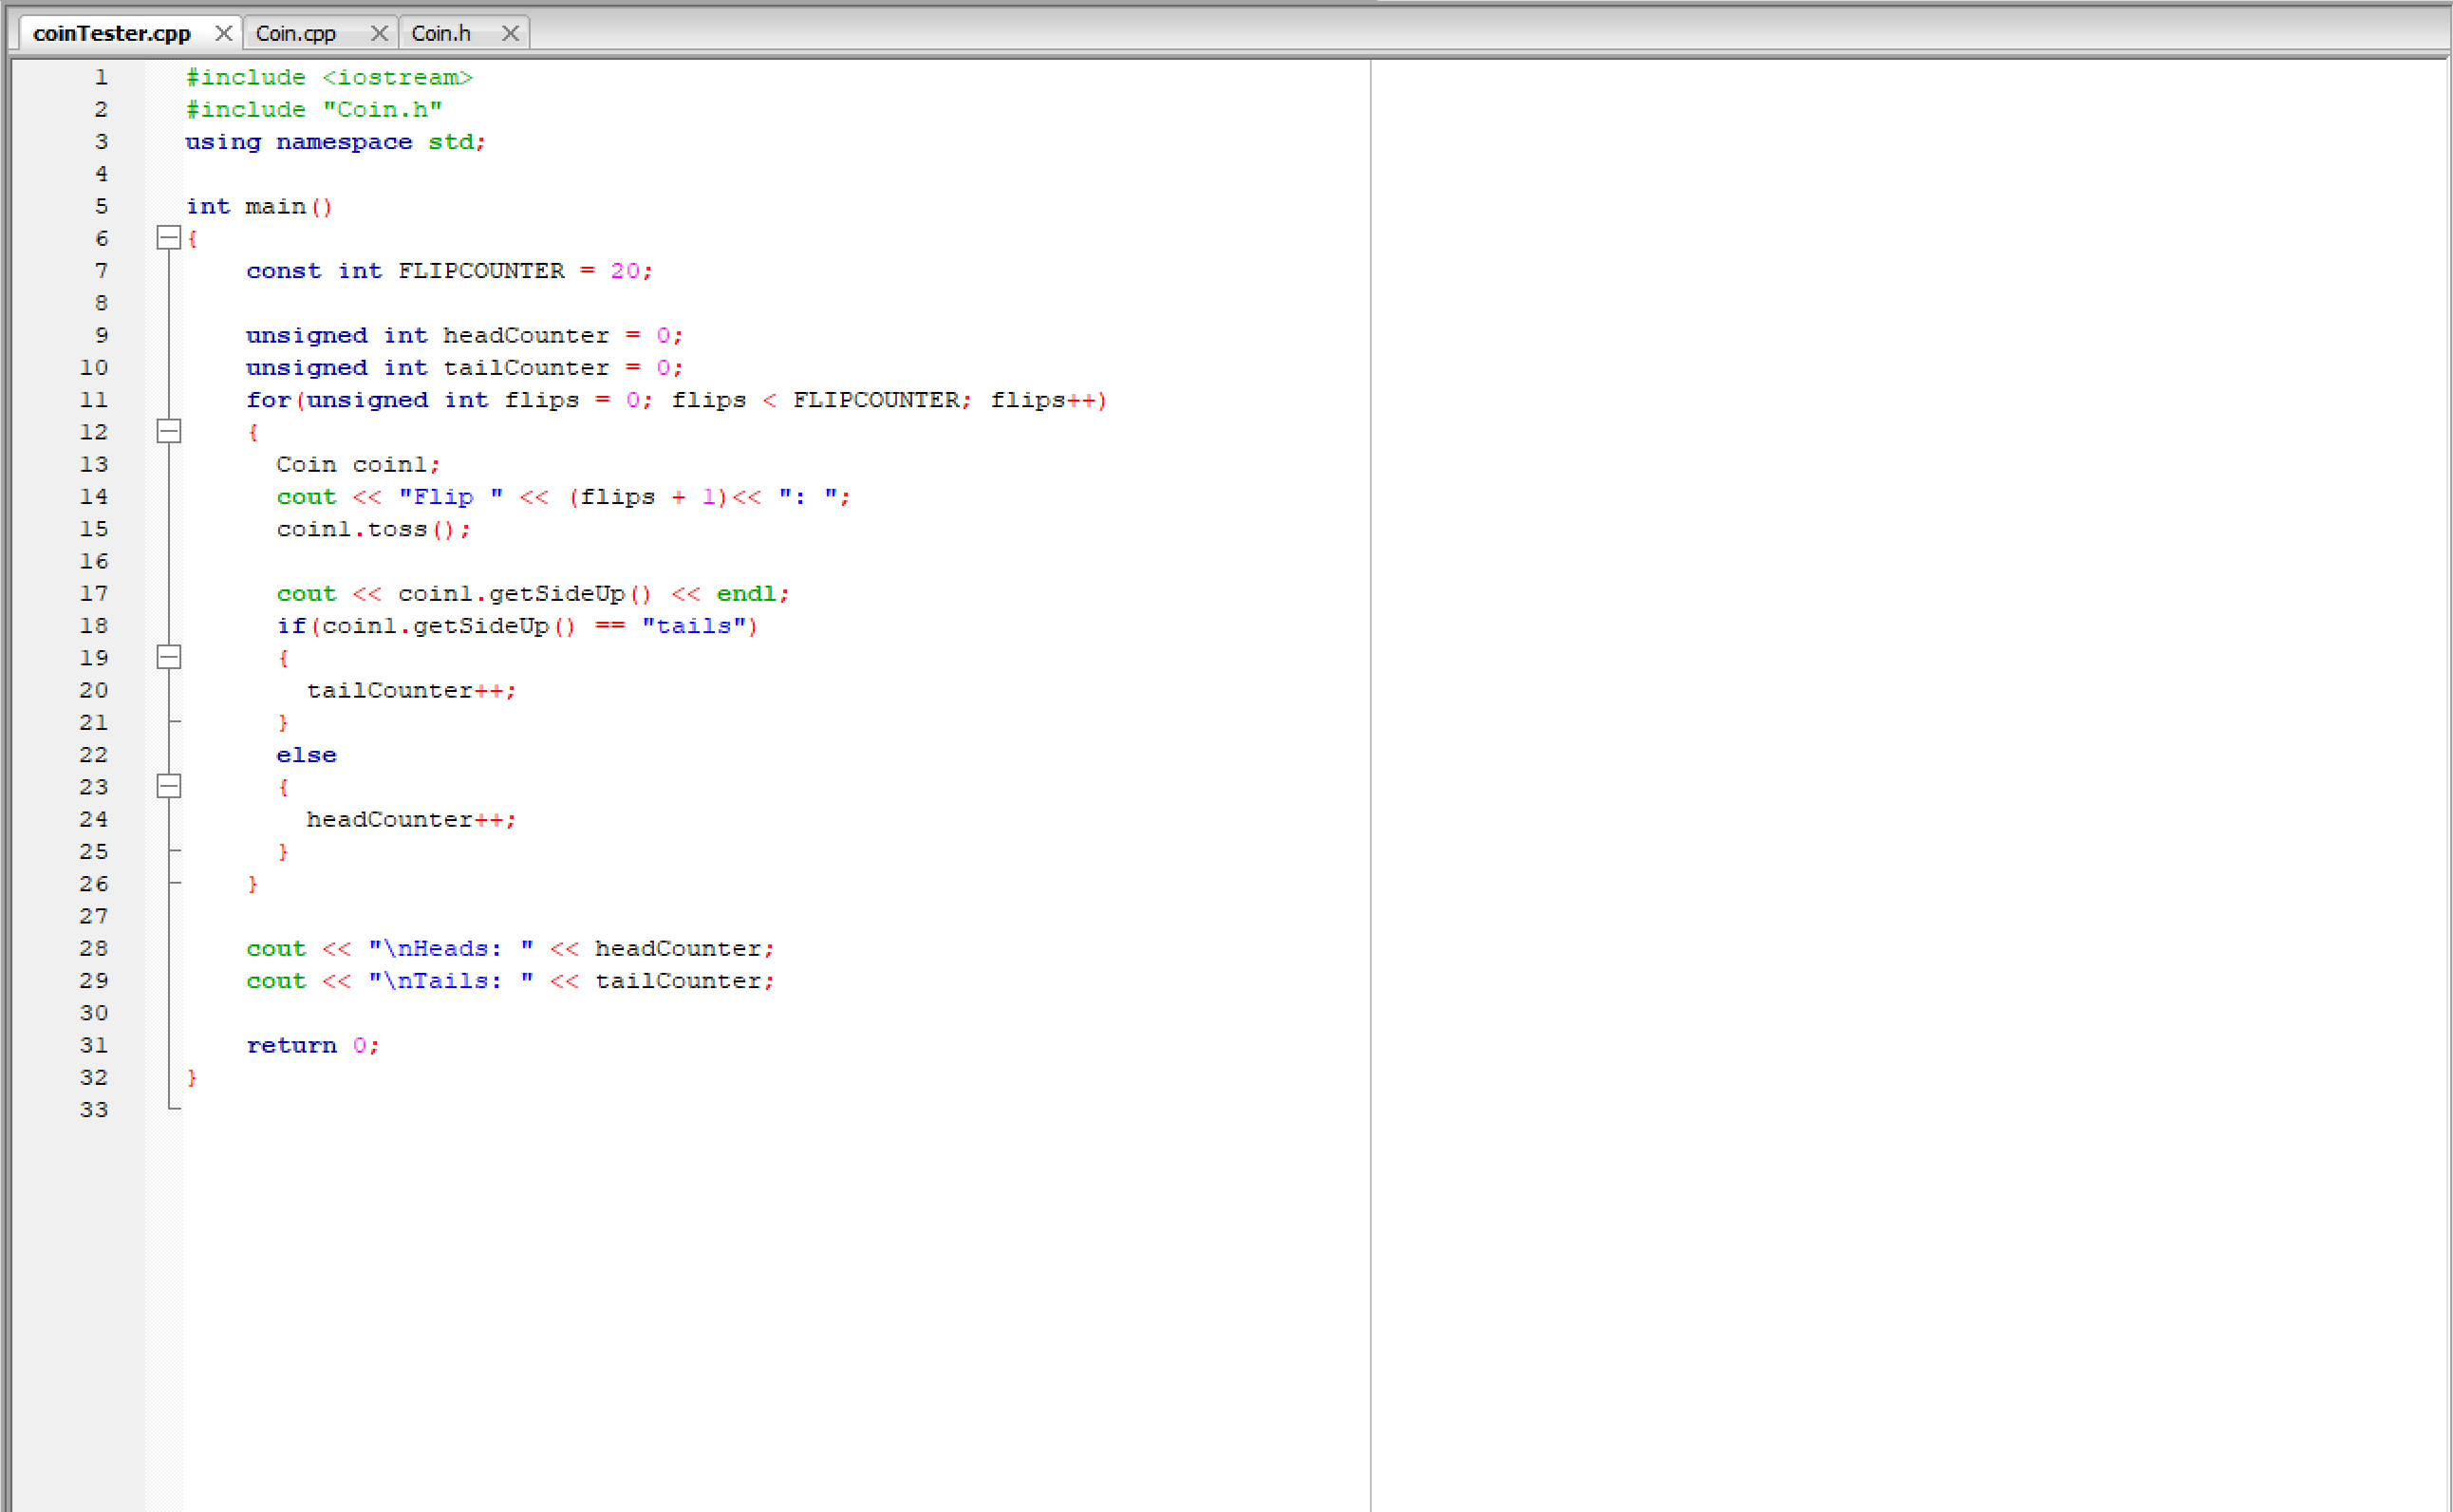 coinTester.cpp Coin.cpp Coin.h
1 #include <iostream>
2 #include "Coin.h"
3 using namespace std;
4
5 int main()
6 {
7 const int FLIPCOUNTER = 20;
8
9 unsigned int headCounter = 0;
10 unsigned int tailCounter = 0;
11 for(unsigned int flips = 0; flips < FLIPCOUNTER; flips++)
12 {
13 Coin coin1;
14 cout << "Flip " << (flips + 1)<< ": ";
15 coin1.toss();
16
17 cout << coin1.getSideUp() << endl;
18 if(coin1.getSideUp() == "tails")
19 {
20 tailCounter++;
21 }
22 else
23 {
24 headCounter++;
25 }
26 }
27
28 cout << "\nHeads: " << headCounter;
29 cout << "\nTails: " << tailCounter;
30
31 return 0;
32 }
33